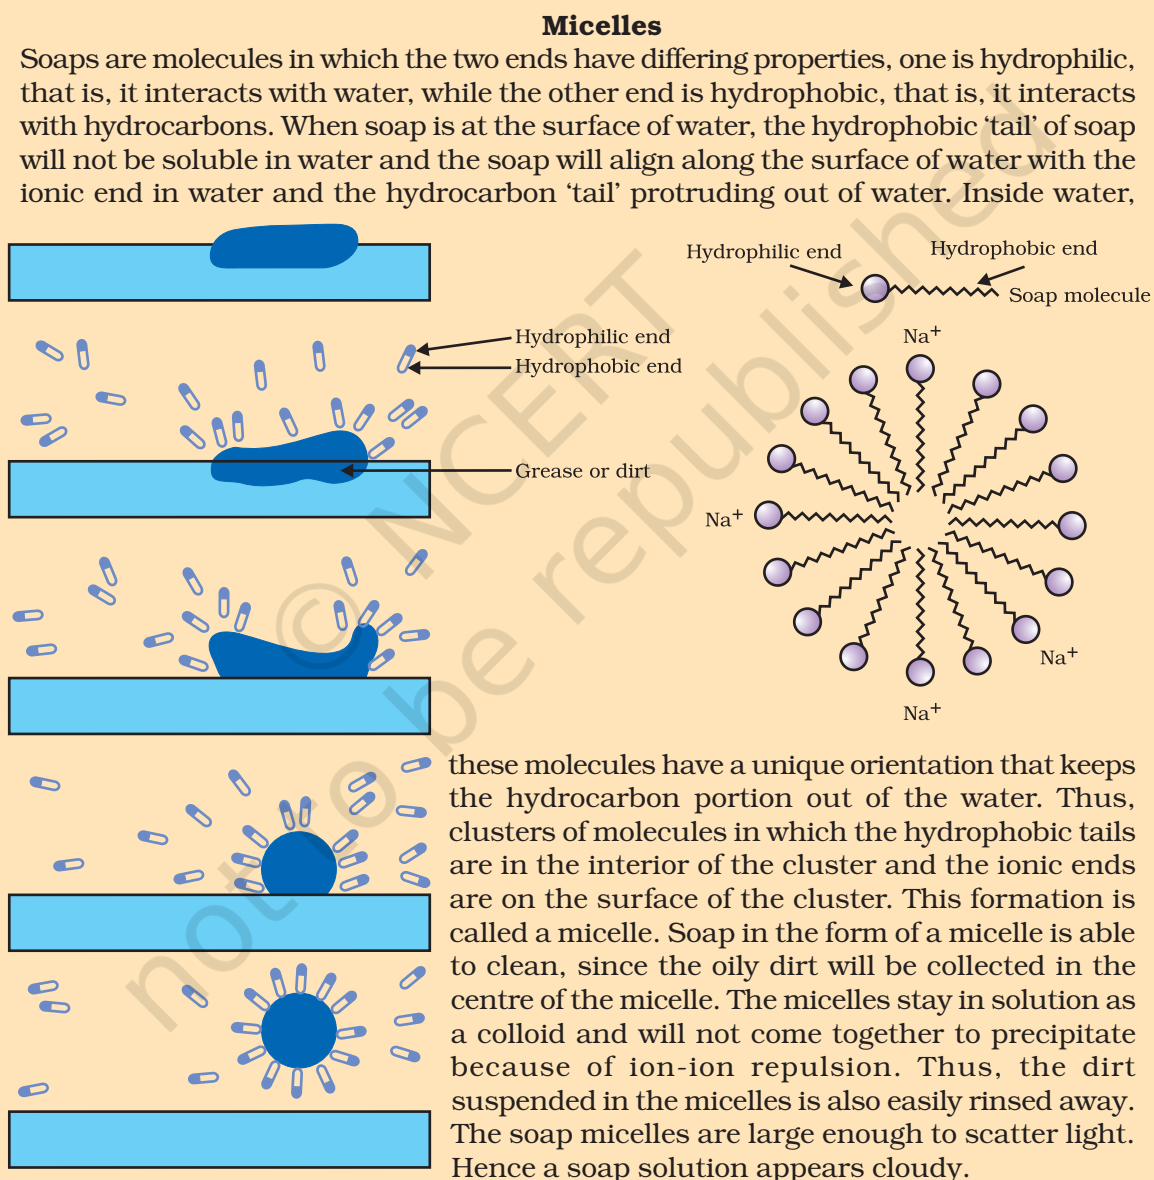 Micelles
Soaps are molecules in which the two ends have differing properties, one is hydrophilic,
that is, it interacts with water, while the other end is hydrophobic, that is, it interacts
with hydrocarbons. When soap is at the surface of water, the hydrophobic ‘tail’ of soap
will not be soluble in water and the soap will align along the surface of water with the
ionic end in water and the hydrocarbon ‘tail’ protruding out of water. Inside water,
Hydrophilic end
Hydrophobic end
Soap molecule
Na+
Hydrophilic end
Hydrophobic end
Grease or dirt
Na+
Na+
Na+
these molecules have a unique orientation that keeps
the hydrocarbon portion out of the water. Thus,
clusters of molecules in which the hydrophobic tails
are in the interior of the cluster and the ionic ends
are on the surface of the cluster. This formation is
called a micelle. Soap in the form of a micelle is able
to clean, since the oily dirt will be collected in the
centre of the micelle. The micelles stay in solution as
a colloid and will not come together to precipitate
because of ion-ion repulsion. Thus, the dirt
suspended in the micelles is also easily rinsed away.
The soap micelles are large enough to scatter light.
Hence a soap solution appears cloudy.
© NCERT
not to be republished